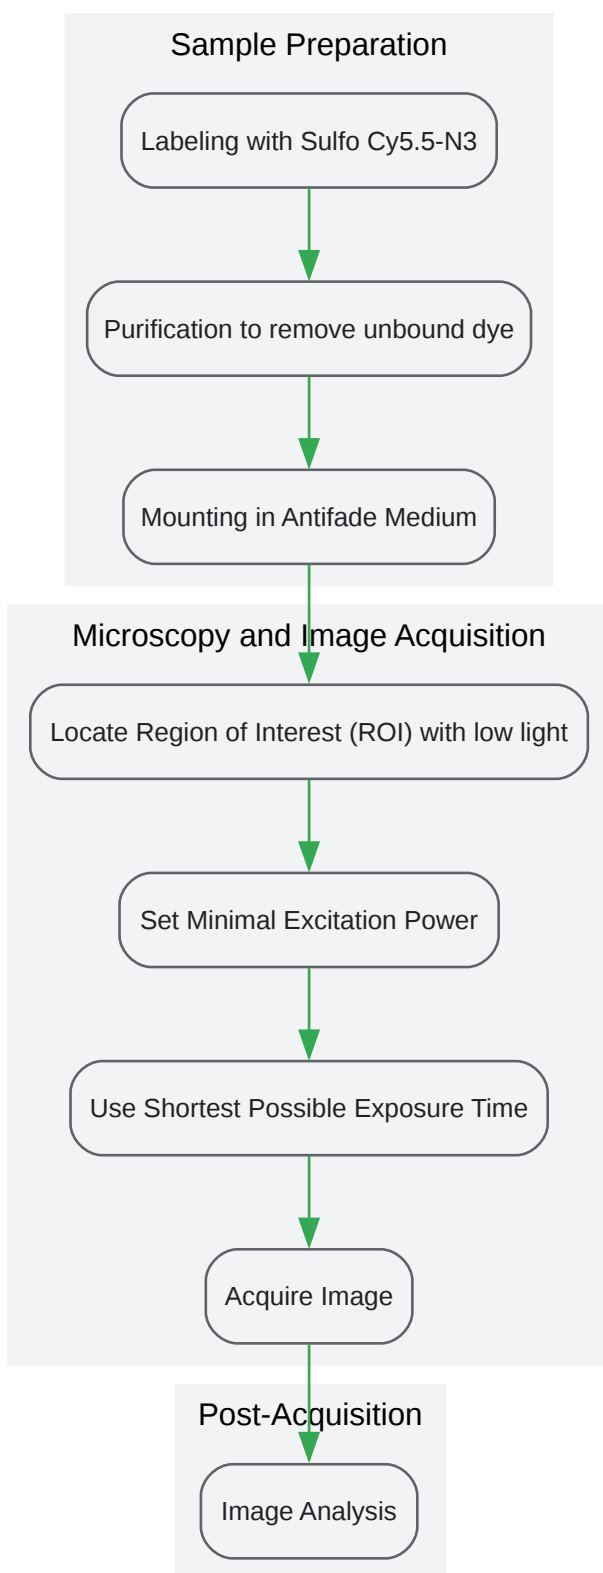 Sample Preparation
Labeling with Sulfo Cy5.5-N3
Purification to remove unbound dye
Mounting in Antifade Medium
Microscopy and Image Acquisition
Locate Region of Interest (ROI) with low light
Set Minimal Excitation Power
Use Shortest Possible Exposure Time
Acquire Image
Post-Acquisition
Image Analysis